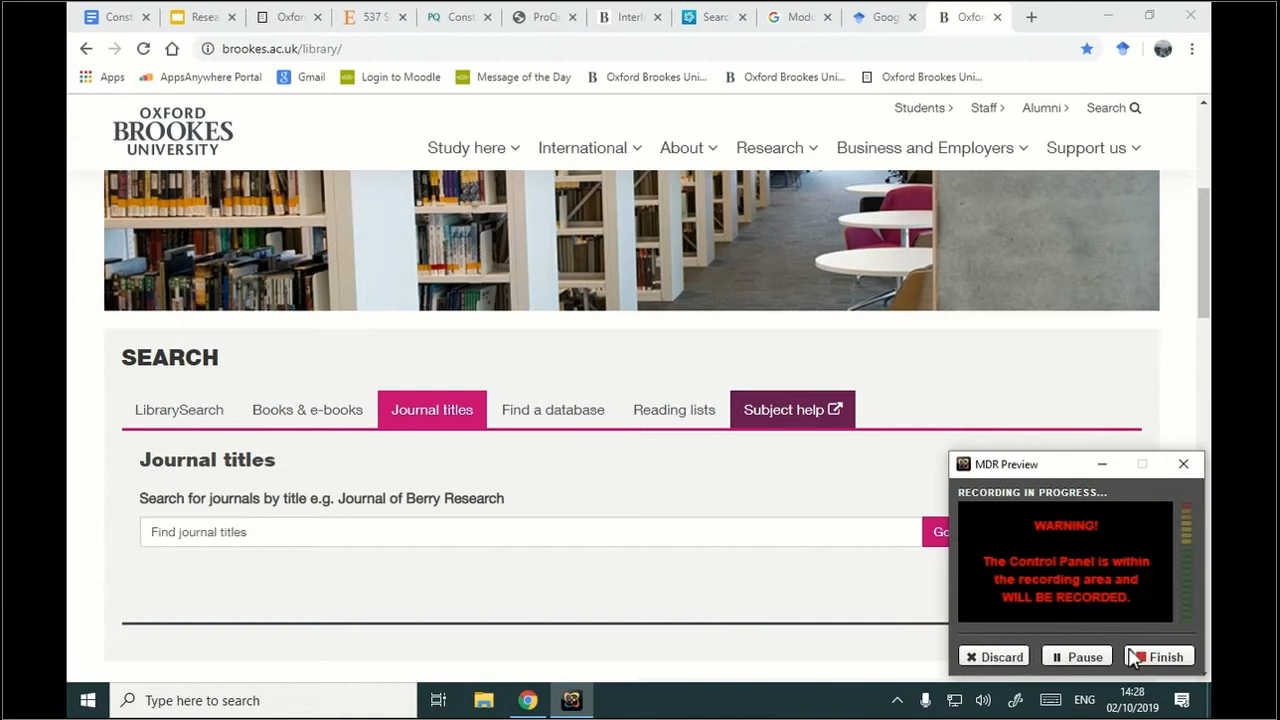 Const
Resea
Oxfor
537 S
Const
ProQ
Interli
Search
Modu
Goog
Oxfo
brookes.ac.uk/library/
Apps
AppsAnywhere Portal
Gmail
Login to Moodle
Message of the Day
Oxford Brookes Uni...
Oxford Brookes Uni...
Oxford Brookes Uni...
OXFORD
BROOKES
UNIVERSITY
Students
Staff
Alumni
Search
Study here
International
About
Research
Business and Employers
Support us
SEARCH
LibrarySearch
Books & e-books
Journal titles
Find a database
Reading lists
Subject help
Journal titles
Search for journals by title e.g. Journal of Berry Research
Find journal titles
Go
MDR Preview
RECORDING IN PROGRESS...
WARNING!
The Control Panel is within
the recording area and
WILL BE RECORDED.
Discard
Pause
Finish
Type here to search
ENG
14:28
02/10/2019